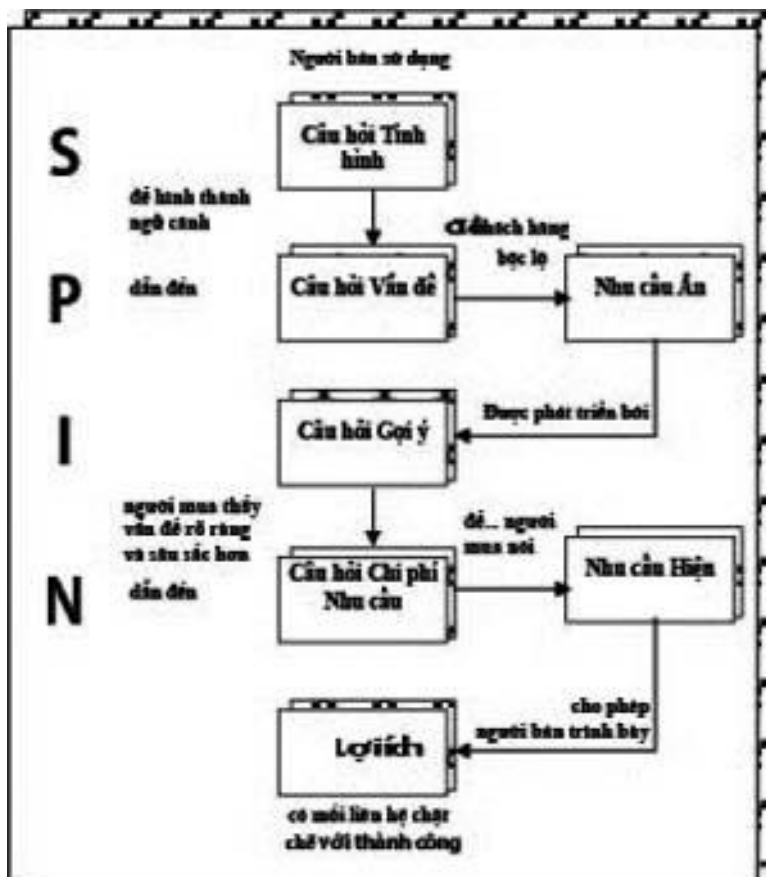 Người bán sử dụng
S
Câu hỏi Tình
hình
để hình thành
ngữ cảnh
khách hàng
bộc lộ
P
dẫn đến
Câu hỏi Vấn đề
Nhu cầu Ẩn
Được phát triển bởi
I
Câu hỏi Gợi ý
người mua thấy
vấn đề rõ ràng
và sâu sắc hơn
để... người
mua nói
N
dẫn đến
Câu hỏi Chi phí
Nhu cầu
Nhu cầu Hiện
cho phép
người bán trình bày
Lợi ích
có mối liên hệ chặt
chẽ với thành công